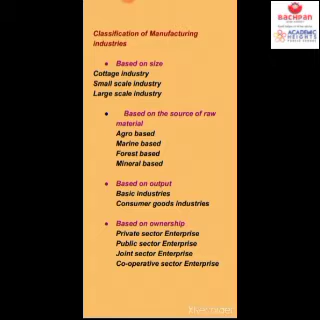 BACHPAN
ACADEMIC
HEIGHTS
Classification of Manufacturing
industries
● Based on size
Cottage industry
Small scale industry
Large scale industry
● Based on the source of raw
material
Agro based
Marine based
Forest based
Mineral based
● Based on output
Basic industries
Consumer goods industries
● Based on ownership
Private sector Enterprise
Public sector Enterprise
Joint sector Enterprise
Co-operative sector Enterprise